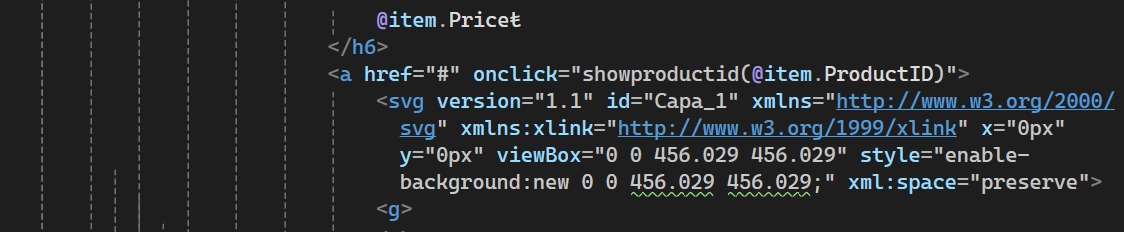 @item.Priceŧ
</h6>
<a href="#" onclick="showproductid(@item.ProductID)">
<svg version="1.1" id="Capa_1" xmlns="http://www.w3.org/2000/
svg" xmlns:xlink="http://www.w3.org/1999/xlink" x="0px"
y="0px" viewBox="0 0 456.029 456.029" style="enable-
background:new 0 0 456.029 456.029;" xml:space="preserve">
<g>